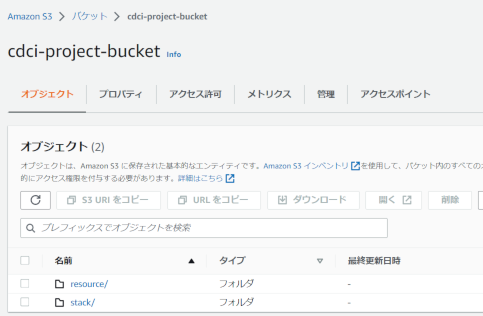 Amazon S3 > バケット > cdci-project-bucket
cdci-project-bucket Info
オブジェクト プロパティ アクセス許可 メトリクス 管理 アクセスポイント
オブジェクト (2)
オブジェクトは、Amazon S3 に保存された基本的なエンティティです。Amazon S3 インベントリ を使用して、バケット内のすべての
的にアクセス権限を付与する必要があります。詳細はこちら
S3 URI をコピー URL をコピー ダウンロード 開く 削除
プレフィックスでオブジェクトを検索
名前 タイプ 最終更新日時
resource/ フォルダ -
stack/ フォルダ -